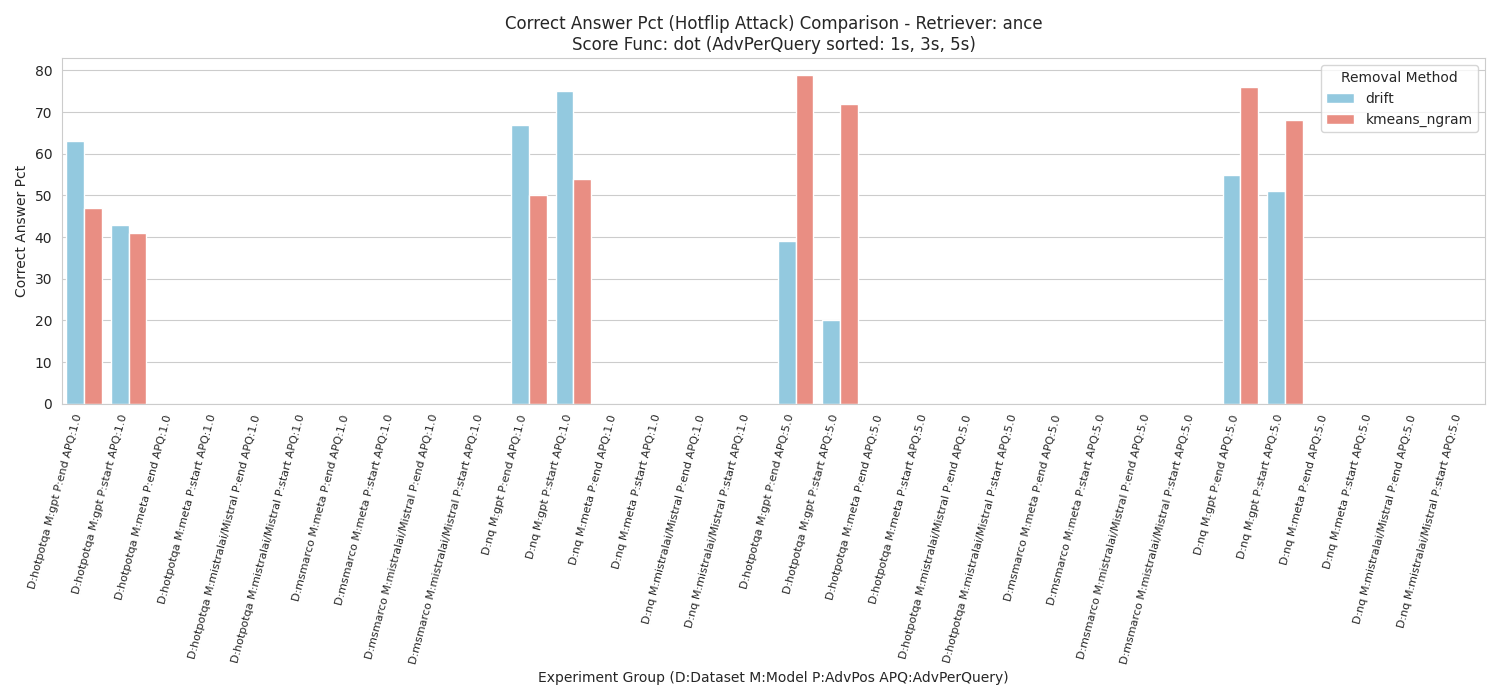 Correct Answer Pct (Hotflip Attack) Comparison - Retriever: ance
Score Func: dot (AdvPerQuery sorted: 1s, 3s, 5s)
Removal Method
drift
kmeans_ngram
Correct Answer Pct
80
70
60
50
40
30
20
10
0
D:hotpotqa M:gpt P:end APQ:1.0
D:hotpotqa M:gpt P:start APQ:1.0
D:hotpotqa M:meta P:end APQ:1.0
D:hotpotqa M:meta P:start APQ:1.0
D:hotpotqa M:mistralai/Mistral P:end APQ:1.0
D:hotpotqa M:mistralai/Mistral P:start APQ:1.0
D:msmarco M:meta P:end APQ:1.0
D:msmarco M:meta P:start APQ:1.0
D:msmarco M:mistralai/Mistral P:end APQ:1.0
D:msmarco M:mistralai/Mistral P:start APQ:1.0
D:nq M:gpt P:end APQ:1.0
D:nq M:gpt P:start APQ:1.0
D:nq M:meta P:end APQ:1.0
D:nq M:meta P:start APQ:1.0
D:nq M:mistralai/Mistral P:end APQ:1.0
D:nq M:mistralai/Mistral P:start APQ:1.0
D:hotpotqa M:gpt P:end APQ:5.0
D:hotpotqa M:gpt P:start APQ:5.0
D:hotpotqa M:meta P:end APQ:5.0
D:hotpotqa M:meta P:start APQ:5.0
D:hotpotqa M:mistralai/Mistral P:end APQ:5.0
D:hotpotqa M:mistralai/Mistral P:start APQ:5.0
D:msmarco M:meta P:end APQ:5.0
D:msmarco M:meta P:start APQ:5.0
D:msmarco M:mistralai/Mistral P:end APQ:5.0
D:msmarco M:mistralai/Mistral P:start APQ:5.0
D:nq M:gpt P:end APQ:5.0
D:nq M:gpt P:start APQ:5.0
D:nq M:meta P:end APQ:5.0
D:nq M:meta P:start APQ:5.0
D:nq M:mistralai/Mistral P:end APQ:5.0
D:nq M:mistralai/Mistral P:start APQ:5.0
Experiment Group (D:Dataset M:Model P:AdvPos APQ:AdvPerQuery)